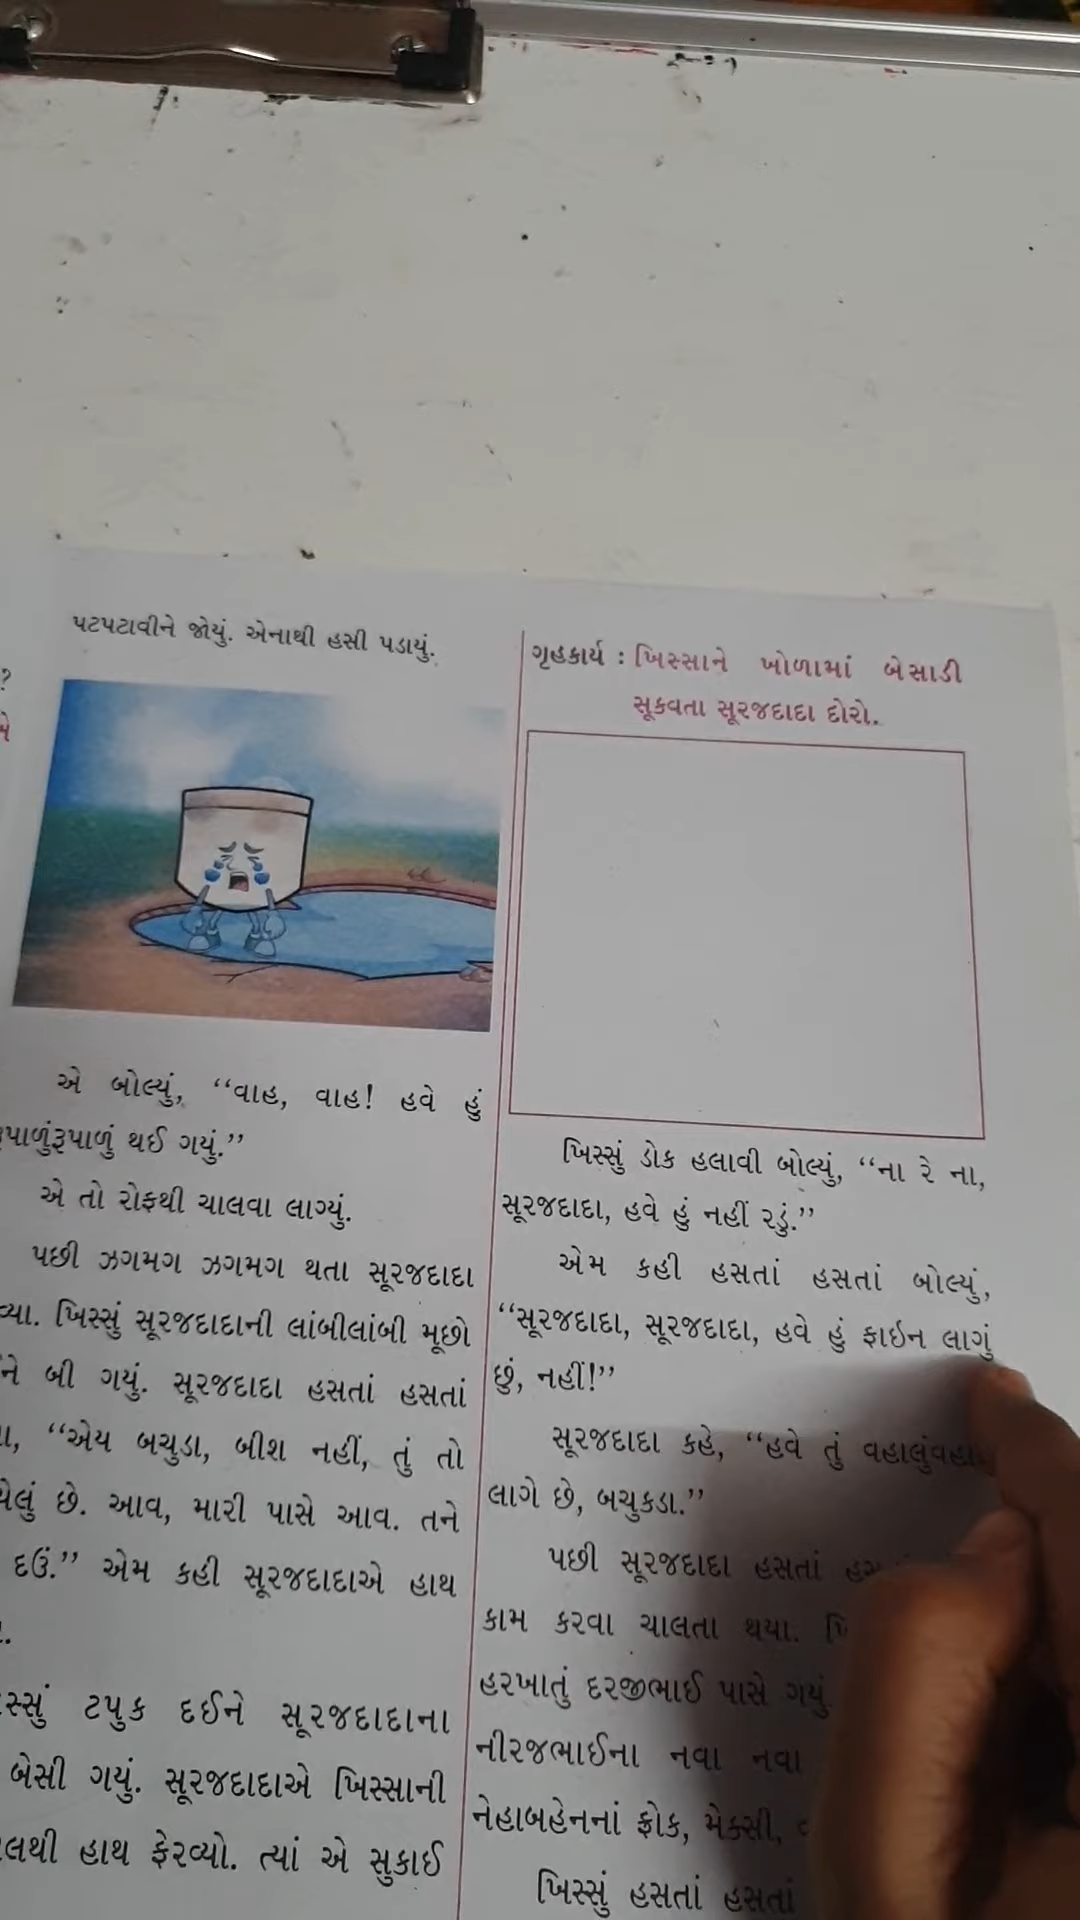 પટપટાવીને જોયું. એનાથી હસી પડાયું.
એ બોલ્યું, “વાહ, વાહ! હવે હું
રૂપાળુંરૂપાળું થઈ ગયું.”
એ તો રોફથી ચાલવા લાગ્યું.
પછી ઝગમગ ઝગમગ થતા સૂરજદાદા
ખિસ્સું સૂરજદાદાની લાંબીલાંબી મૂછો
બી ગયું. સૂરજદાદા હસતાં હસતાં
“એય બચુડા, બીશ નહીં, તું તો
છે. આવ, મારી પાસે આવ. તને
દઉં.” એમ કહી સૂરજદાદાએ હાથ
ટપુક દઈને સૂરજદાદાના
બેસી ગયું. સૂરજદાદાએ ખિસ્સાની
હાથ ફેરવ્યો. ત્યાં એ સુકાઈ
ગૃહકાર્ય : ખિસ્સાને ખોળામાં બેસાડી
સૂકવતા સૂરજદાદા દોરો.
ખિસ્સું ડોક હલાવી બોલ્યું, “ના રે ના,
સૂરજદાદા, હવે હું નહીં રડું.”
એમ કહી હસતાં હસતાં બોલ્યું,
“સૂરજદાદા, સૂરજદાદા, હવે હું ફાઇન લાગું
છું, નહીં!”
સૂરજદાદા કહે, “હવે તું
લાગે છે, બચુકડા.”
પછી સૂરજદાદા હસતાં
કામ કરવા ચાલતા થયા.
હરખાતું દરજીભાઈ પાસે ગયું
નીરજભાઈના નવા નવા
નેહાબહેનનાં ફ્રોક, મેક્સી,
ખિસ્સું હસતાં હસતાં